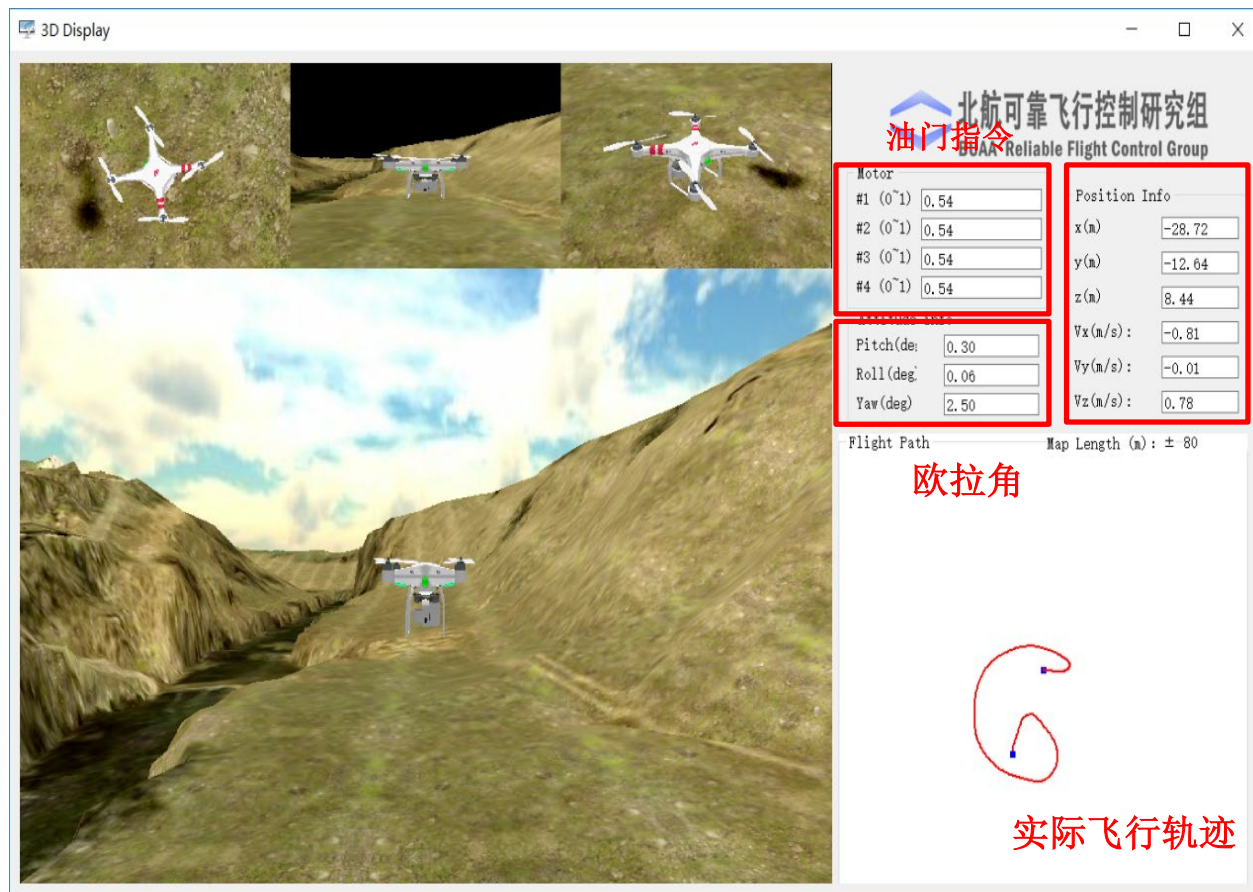 3D Display
北航可靠飞行控制研究组
油门指令
BUAA Reliable Flight Control Group
Motor
#1 (0~1) 0.54
#2 (0~1) 0.54
#3 (0~1) 0.54
#4 (0~1) 0.54
Position Info
x(m) -28.72
y(m) -12.64
z(m) 8.44
Vx(m/s): -0.81
Vy(m/s): -0.01
Vz(m/s): 0.78
Attitude Info
Pitch(de 0.30
Roll(deg 0.06
Yaw(deg) 2.50
Flight Path
Map Length (m): ± 80
欧拉角
实际飞行轨迹